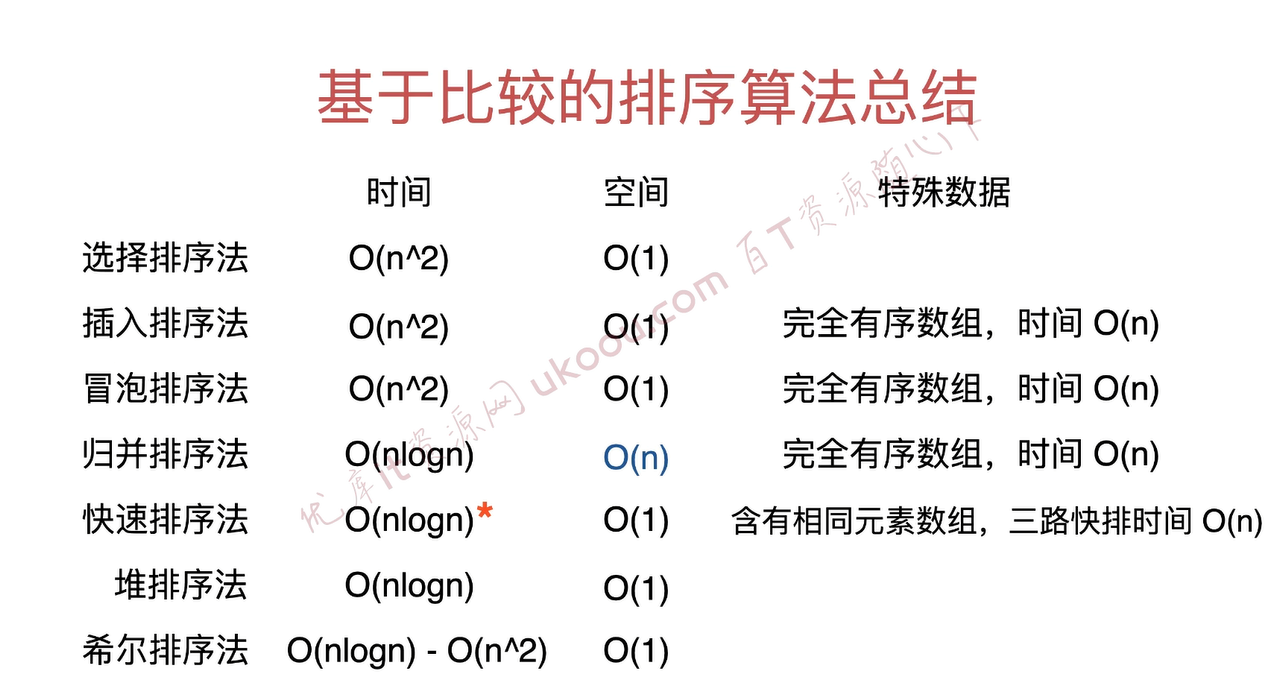 基于比较的排序算法总结
时间 空间 特殊数据
选择排序法 O(n^2) O(1)
插入排序法 O(n^2) O(1) 完全有序数组，时间 O(n)
冒泡排序法 O(n^2) O(1) 完全有序数组，时间 O(n)
归并排序法 O(nlogn) O(n) 完全有序数组，时间 O(n)
快速排序法 O(nlogn)* O(1) 含有相同元素数组，三路快排时间 O(n)
堆排序法 O(nlogn) O(1)
希尔排序法 O(nlogn) - O(n^2) O(1)
优库it资源网 ukoou.com 百T资源随心下